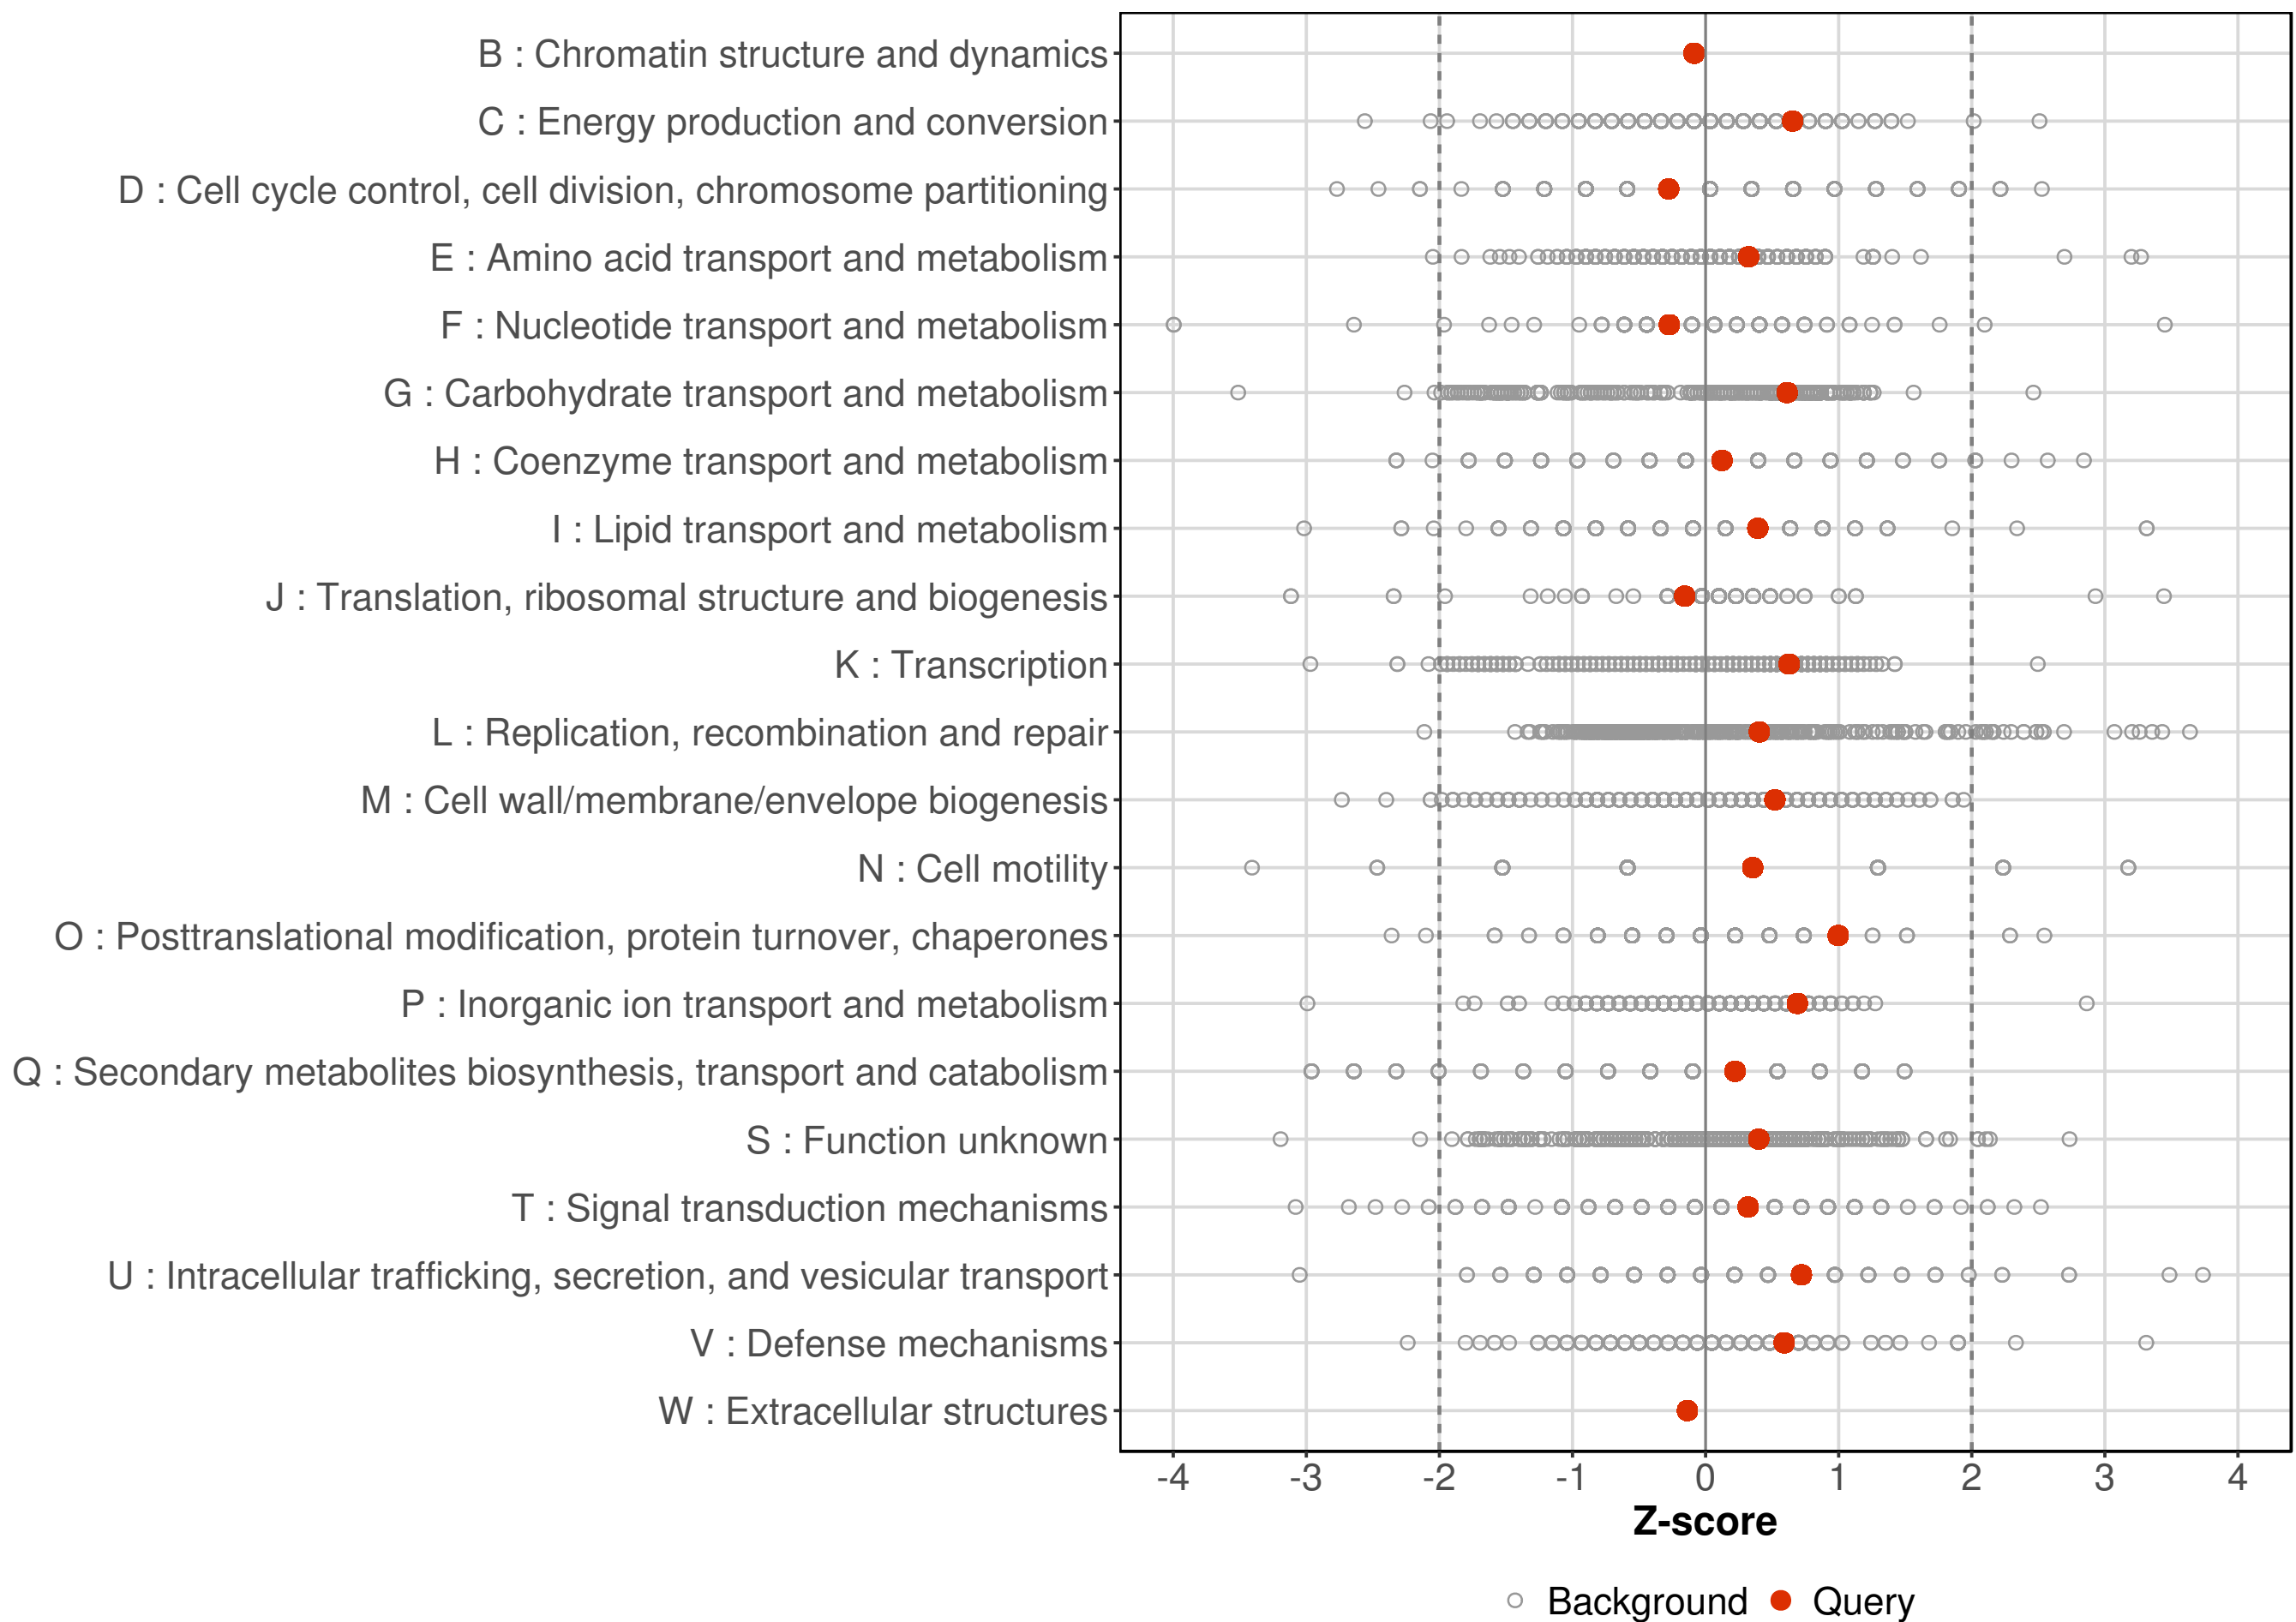 B : Chromatin structure and dynamics
C : Energy production and conversion
D : Cell cycle control, cell division, chromosome partitioning
E : Amino acid transport and metabolism
F : Nucleotide transport and metabolism
G : Carbohydrate transport and metabolism
H : Coenzyme transport and metabolism
I : Lipid transport and metabolism
J : Translation, ribosomal structure and biogenesis
K : Transcription
L : Replication, recombination and repair
M : Cell wall/membrane/envelope biogenesis
N : Cell motility
O : Posttranslational modification, protein turnover, chaperones
P : Inorganic ion transport and metabolism
Q : Secondary metabolites biosynthesis, transport and catabolism
S : Function unknown
T : Signal transduction mechanisms
U : Intracellular trafficking, secretion, and vesicular transport
V : Defense mechanisms
W : Extracellular structures
-4 -3 -2 -1 0 1 2 3 4
Z-score
Background Query